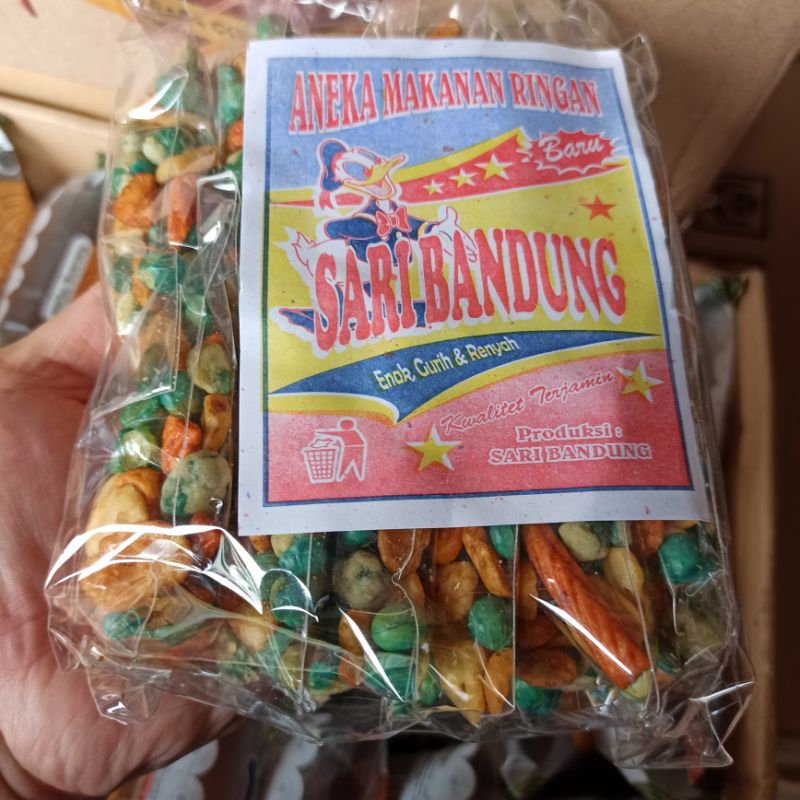 ANEKA MAKANAN RINGAN
Baru
SARI BANDUNG
Enak, Gurih & Renyah
Kwalitet Terjamin
Produksi :
SARI BANDUNG